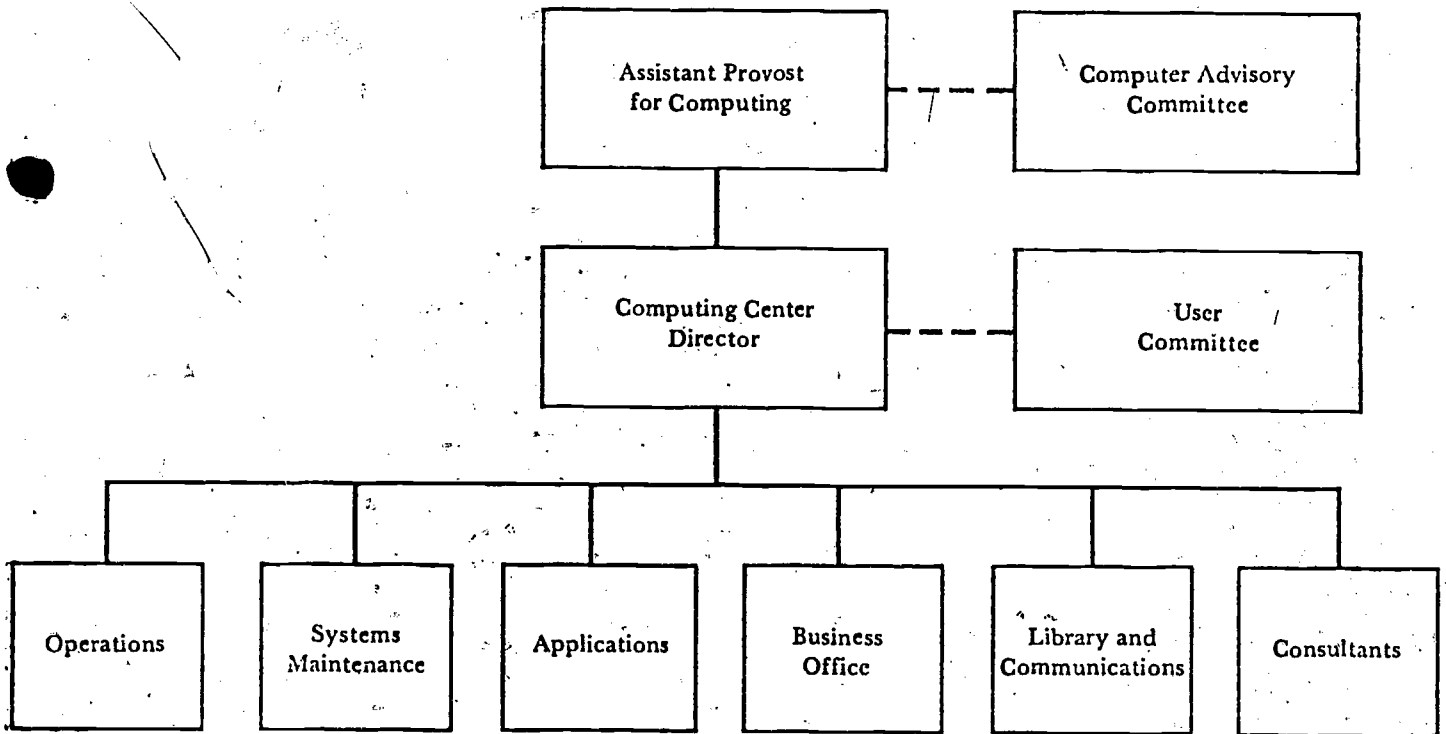 Assistant Provost
for Computing
Computer Advisory
Committee
Computing Center
Director
User
Committee
Operations
Systems
Maintenance
Applications
Business
Office
Library and
Communications
Consultants